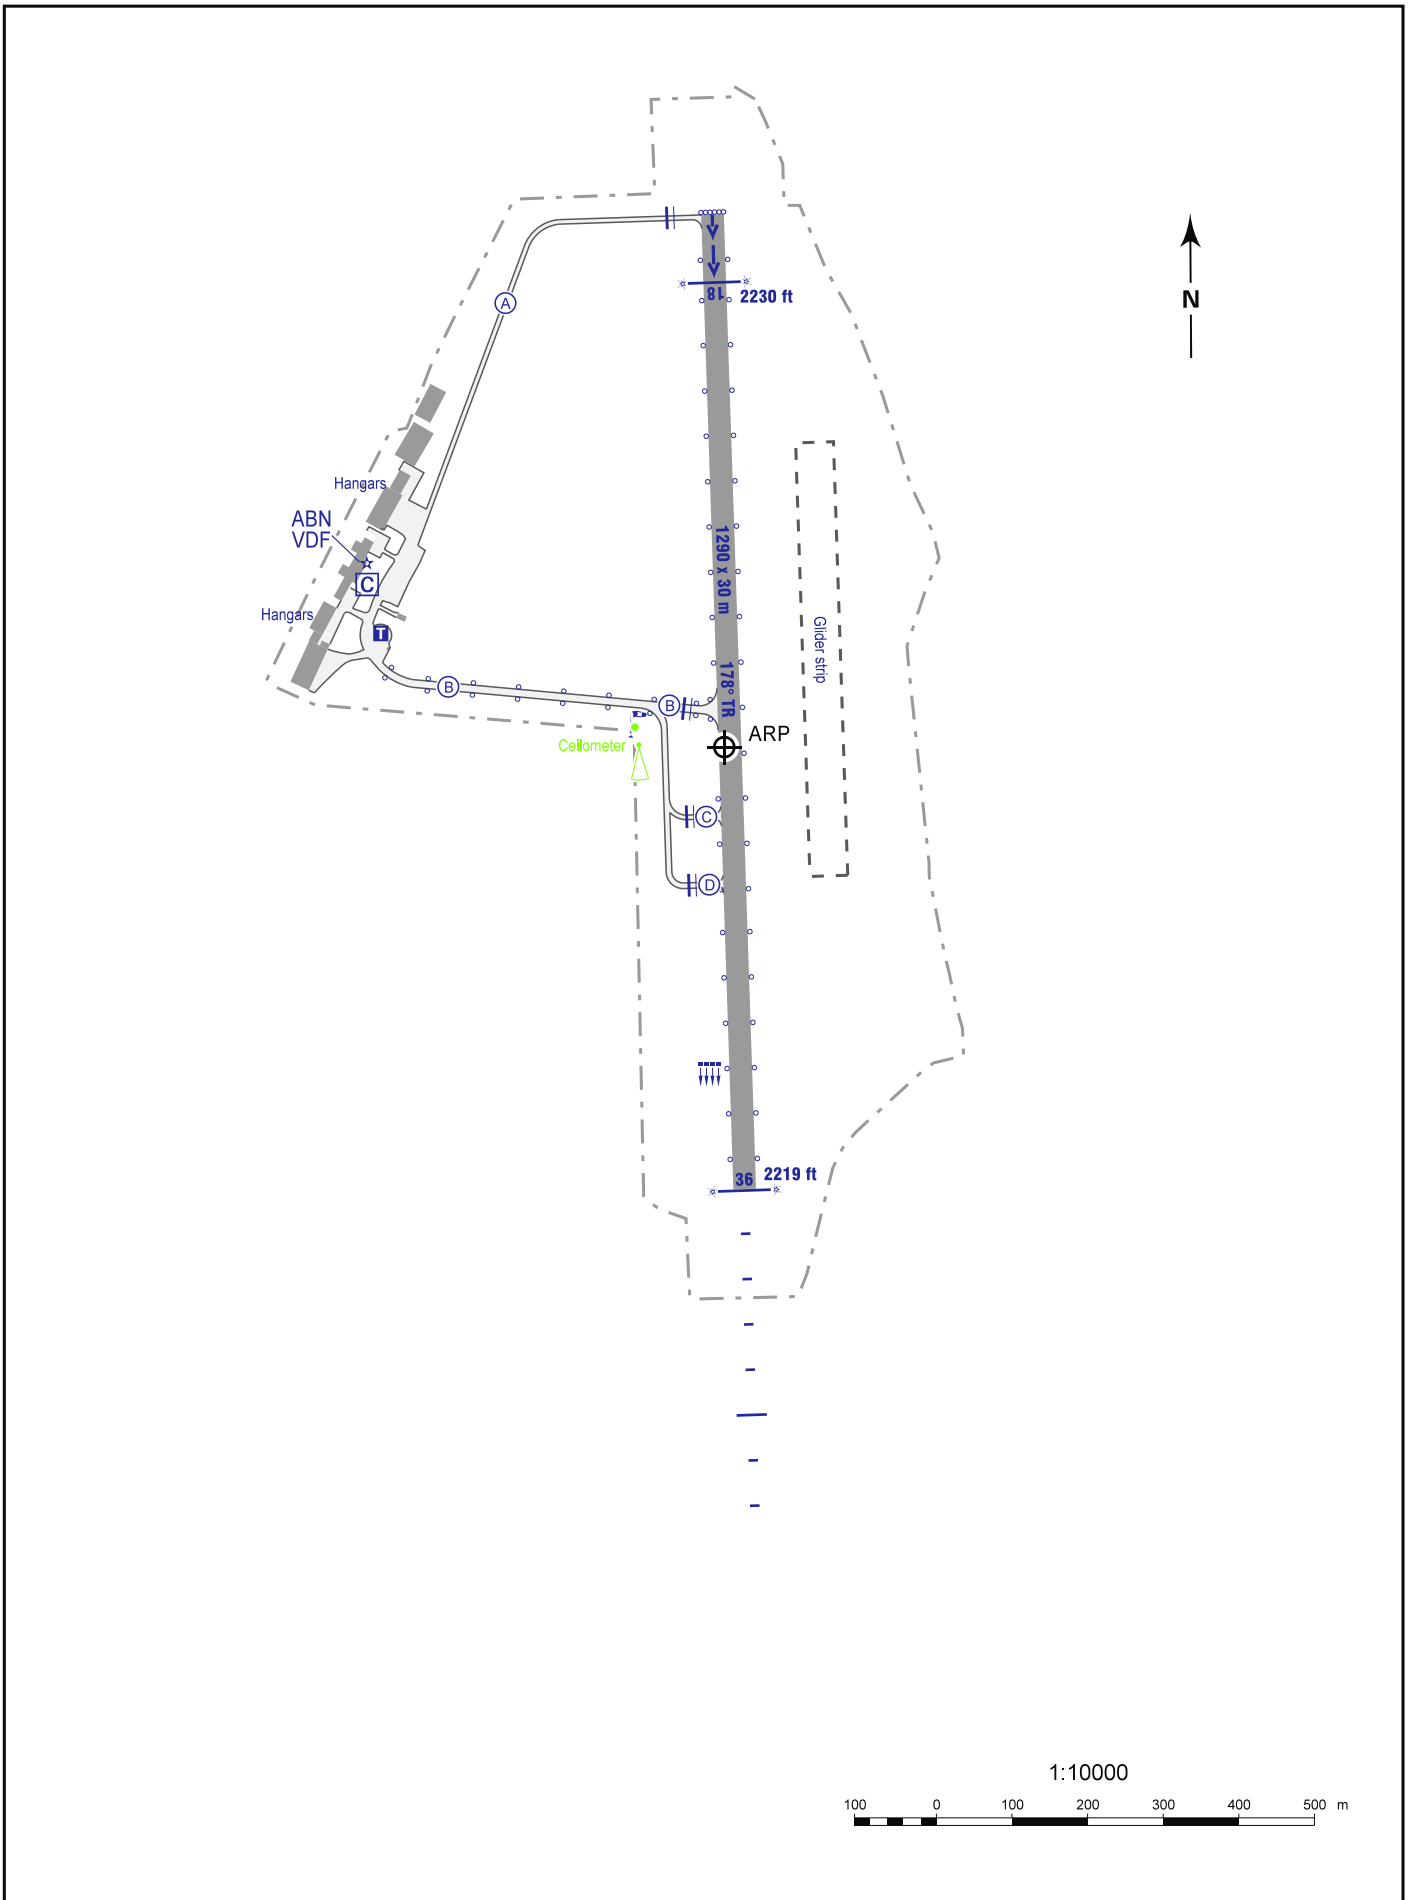 N
A
18
2230 ft
Hangars
ABN
VDF
C
Hangars
T
1290 x 30 m
Glider strip
178° TR
B
B
ARP
Ceilometer
C
D
36
2219 ft
1:10000
100 0 100 200 300 400 500 m